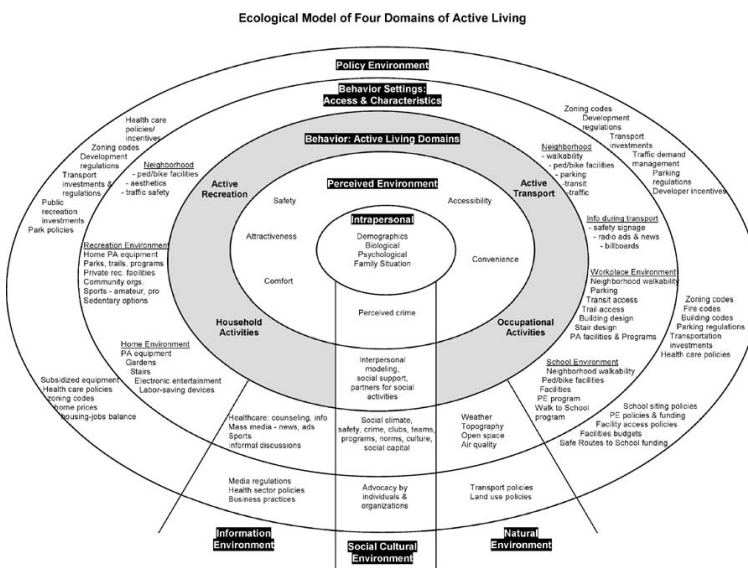 Ecological Model of Four Domains of Active Living
Policy Environment
Behavior Settings:
Access & Characteristics
Behavior: Active Living Domains
Perceived Environment
Intrapersonal
Demographics
Biological
Psychological
Family Situation
Safety
Attractiveness
Comfort
Accessibility
Convenience
Perceived crime
Active
Recreation
Active
Transport
Household
Activities
Occupational
Activities
Interpersonal
modeling,
social support,
partners for social
activities
Health care
policies/
incentives
Zoning codes
Development
regulations
Transport
investments &
regulations
Public
recreation
investments
Park policies
Neighborhood
- ped/bike facilities
- aesthetics
- traffic safety
Recreation Environment
Home PA equipment
Parks, trails, programs
Private rec. facilities
Community orgs.
Sports - amateur, pro
Sedentary options
Home Environment
PA equipment
Gardens
Stairs
Electronic entertainment
Labor-saving devices
Subsidized equipment
Health care policies
zoning codes
home prices
housing-jobs balance
Zoning codes
Development
regulations
Transport
investments
Traffic demand
management
Parking
regulations
Developer incentives
Neighborhood
- walkability
- ped/bike facilities
- parking
-transit
-traffic
Info during transport
- safety signage
- radio ads & news
- billboards
Workplace Environment
Neighborhood walkability
Parking
Transit access
Trail access
Building design
Stair design
PA facilities & Programs
Zoning codes
Fire codes
Building codes
Parking regulations
Transportation
investments
Health care policies
School Environment
Neighborhood walkability
Ped/bike facilities
Facilities
PE program
Walk to School
program
School siting policies
PE policies & funding
Facility access policies
Facilities budgets
Safe Routes to School funding
Healthcare: counseling, info
Mass media - news, ads
Sports
Informal discussions
Social climate,
safety, crime, clubs, teams,
programs, norms, culture,
social capital
Weather
Topography
Open space
Air quality
Media regulations
Health sector policies
Business practices
Advocacy by
individuals &
organizations
Transport policies
Land use policies
Information
Environment
Social Cultural
Environment
Natural
Environment